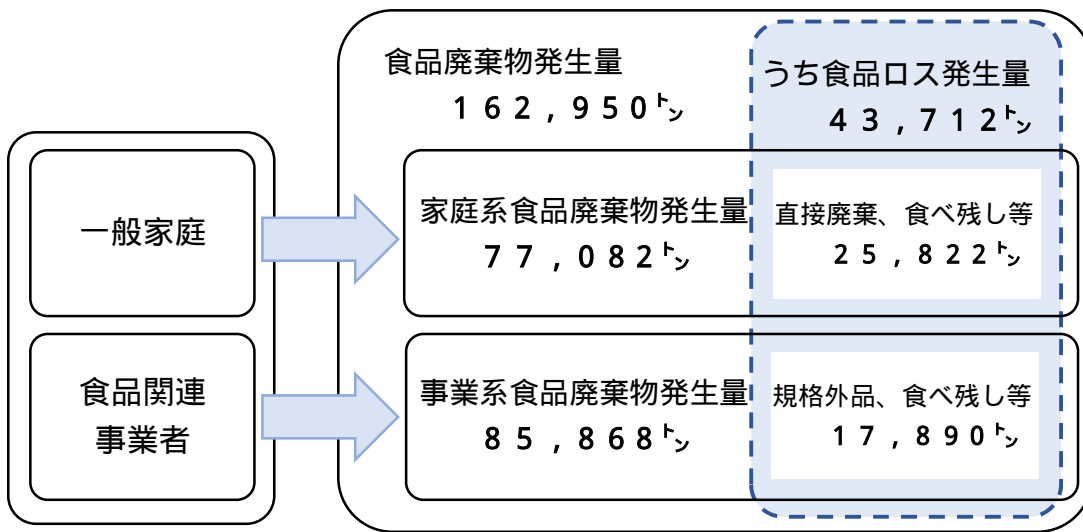 食品廃棄物発生量
１６２,９５０㌧
うち食品ロス発生量
４３,７１２㌧
一般家庭
家庭系食品廃棄物発生量
７７,０８２㌧
直接廃棄、食べ残し等
２５,８２２㌧
食品関連
事業者
事業系食品廃棄物発生量
８５,８６８㌧
規格外品、食べ残し等
１７,８９０㌧